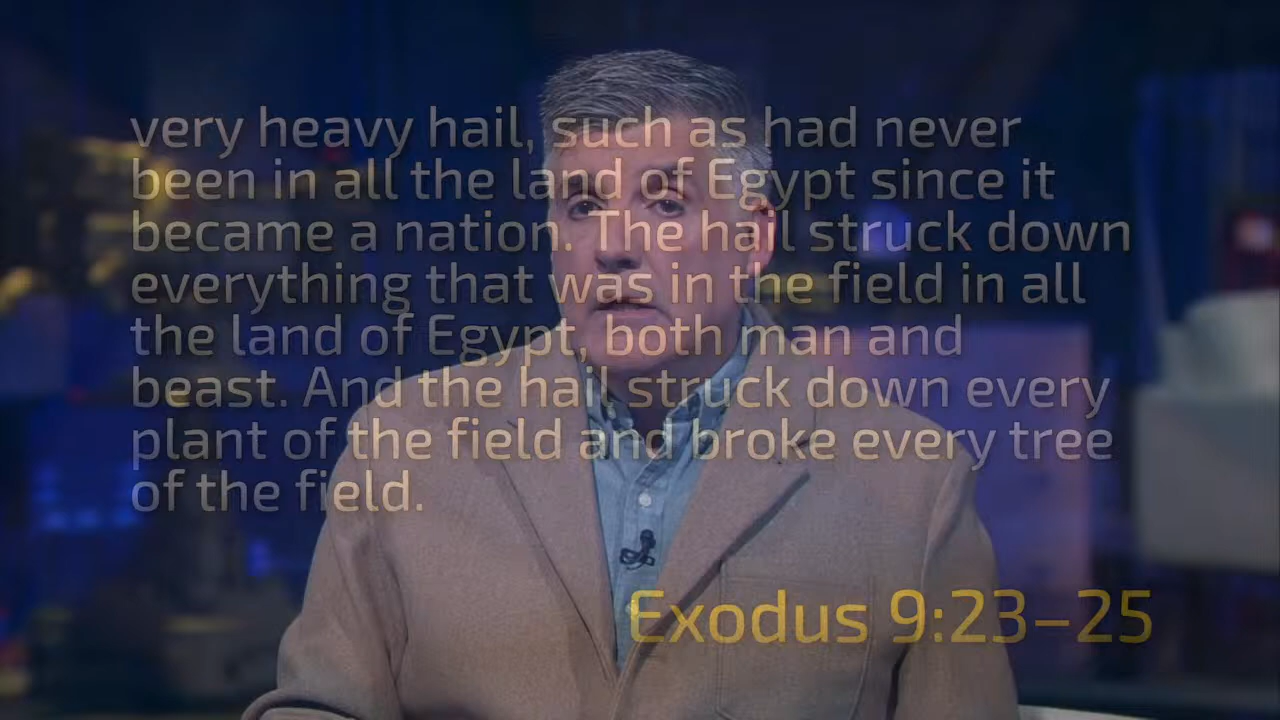 very heavy hail, such as had never
been in all the land of Egypt since it
became a nation. The hail struck down
everything that was in the field in all
the land of Egypt, both man and
beast. And the hail struck down every
plant of the field and broke every tree
of the field.
Exodus 9:23–25